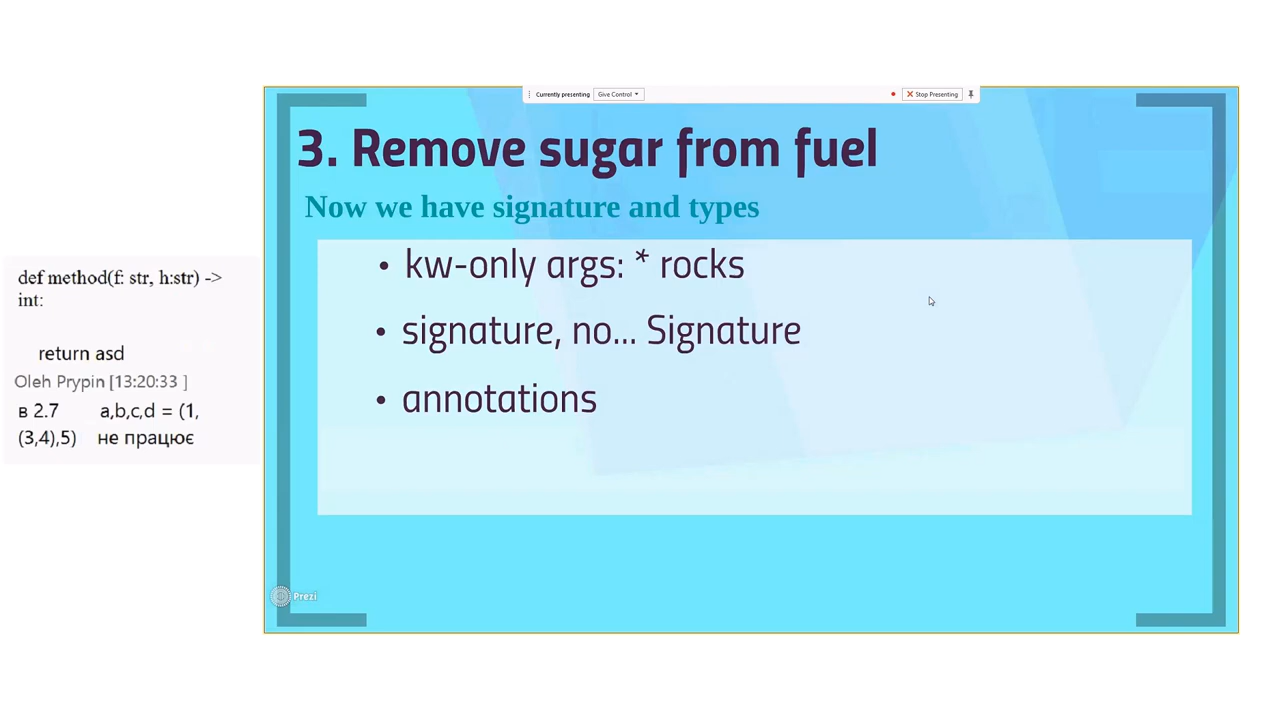 Currently presenting Give Control Stop Presenting
3. Remove sugar from fuel
Now we have signature and types
• kw-only args: * rocks
• signature, no... Signature
• annotations
Prezi
def method(f: str, h:str) ->
int:
return asd
Oleh Prypin [13:20:33 ]
в 2.7 a,b,c,d = (1,
(3,4),5) не працює